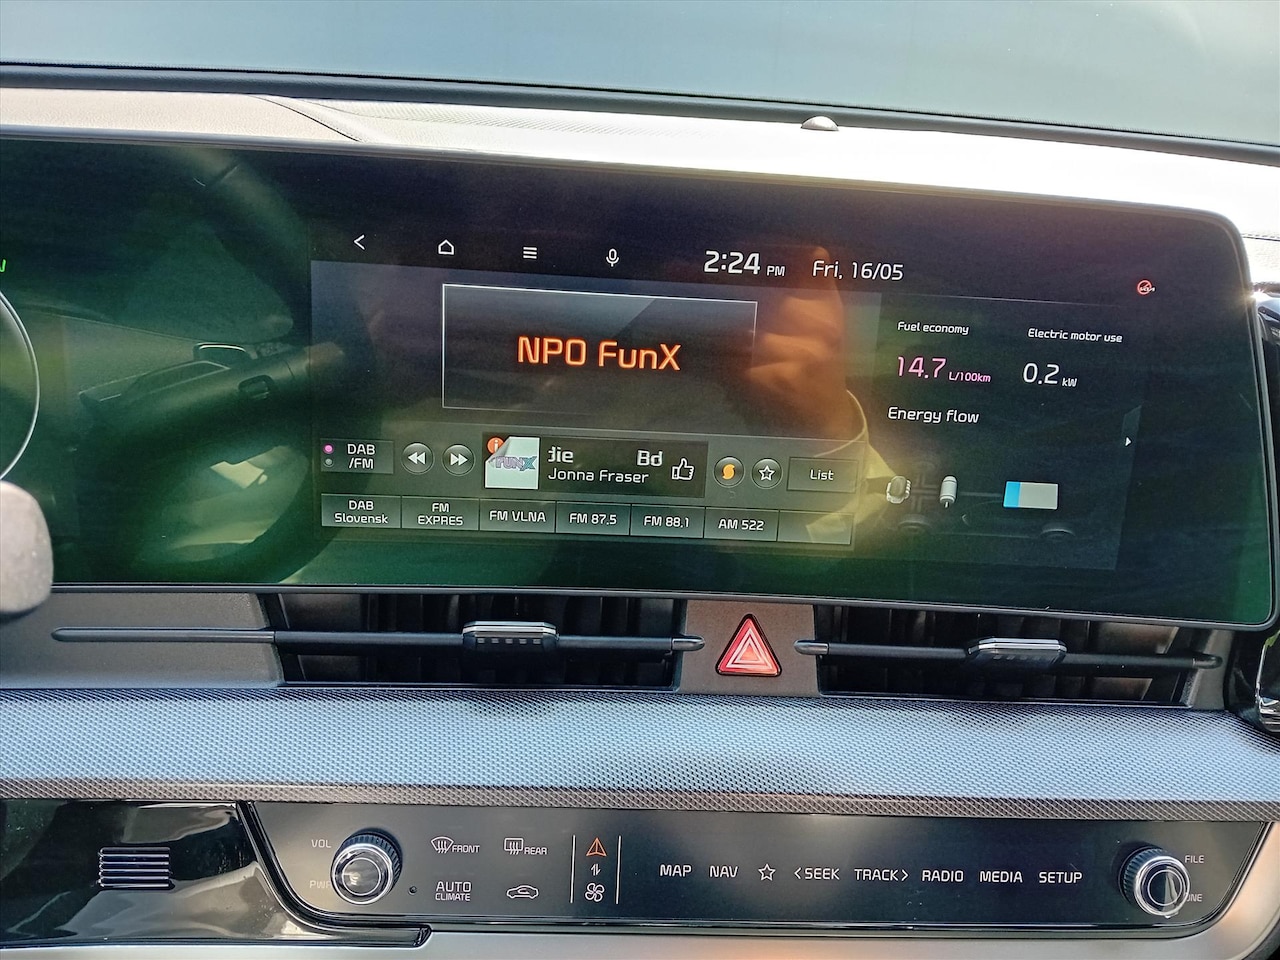 2:24 PM Fri, 16/05
NPO FunX
Fuel economy
14.7 L/100km
Electric motor use
0.2 kW
Energy flow
DAB
/FM
FUNX
Jonna Fraser
List
DAB
Slovensk
FM
EXPRES
FM VLNA
FM 87.5
FM 88.1
AM 522
VOL
PWR
FRONT
REAR
AUTO
CLIMATE
MAP
NAV
SEEK
TRACK
RADIO
MEDIA
SETUP
FILE